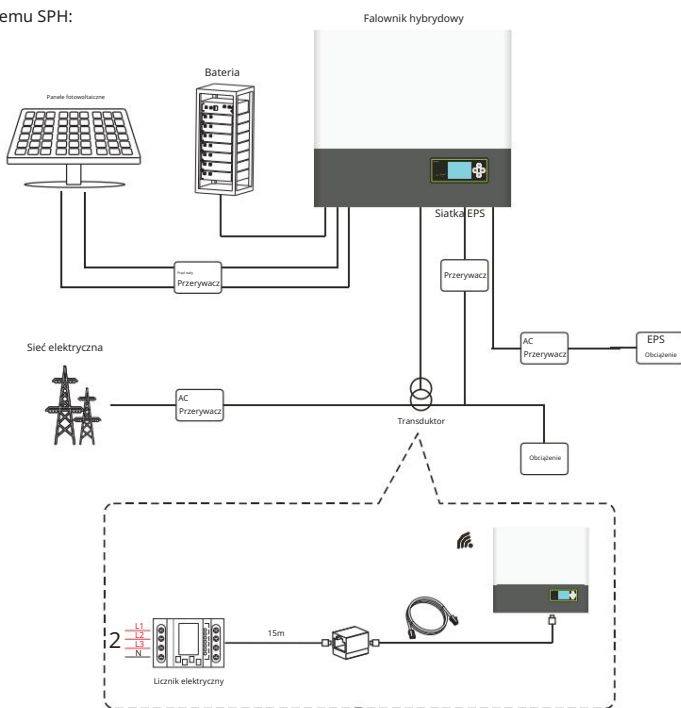 emu SPH:
Falownik hybrydowy
Bateria
Panele fotowoltaiczne
Siatka EPS
Przerywacz
Przerywacz
AC
Przerywacz
EPS
Obciążenie
Sieć elektryczna
AC
Przerywacz
Transduktor
Obciążenie
L1
L2
L3
N
2
15m
Licznik elektryczny